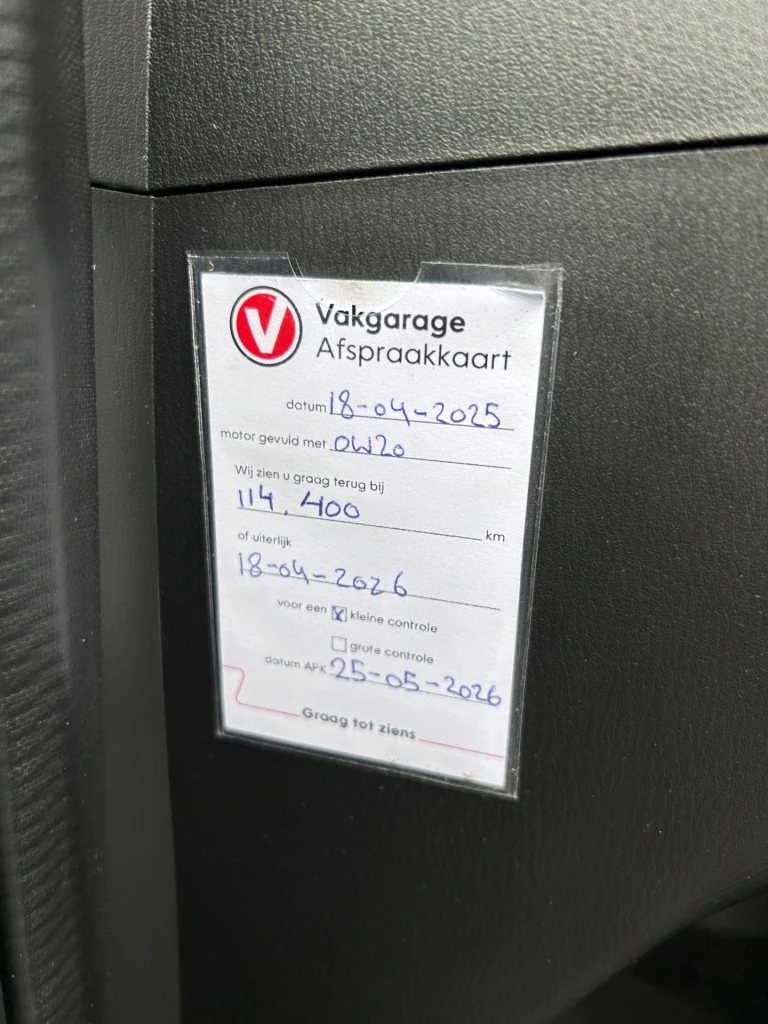 V Vakgarage
Afspraakkaart
datum 18-04-2025
motor gevuld met 0W20
Wij zien u graag terug bij
114.400 km
of uiterlijk
18-04-2026
voor een [x] kleine controle
[ ] grote controle
datum APK 25-05-2026
Graag tot ziens